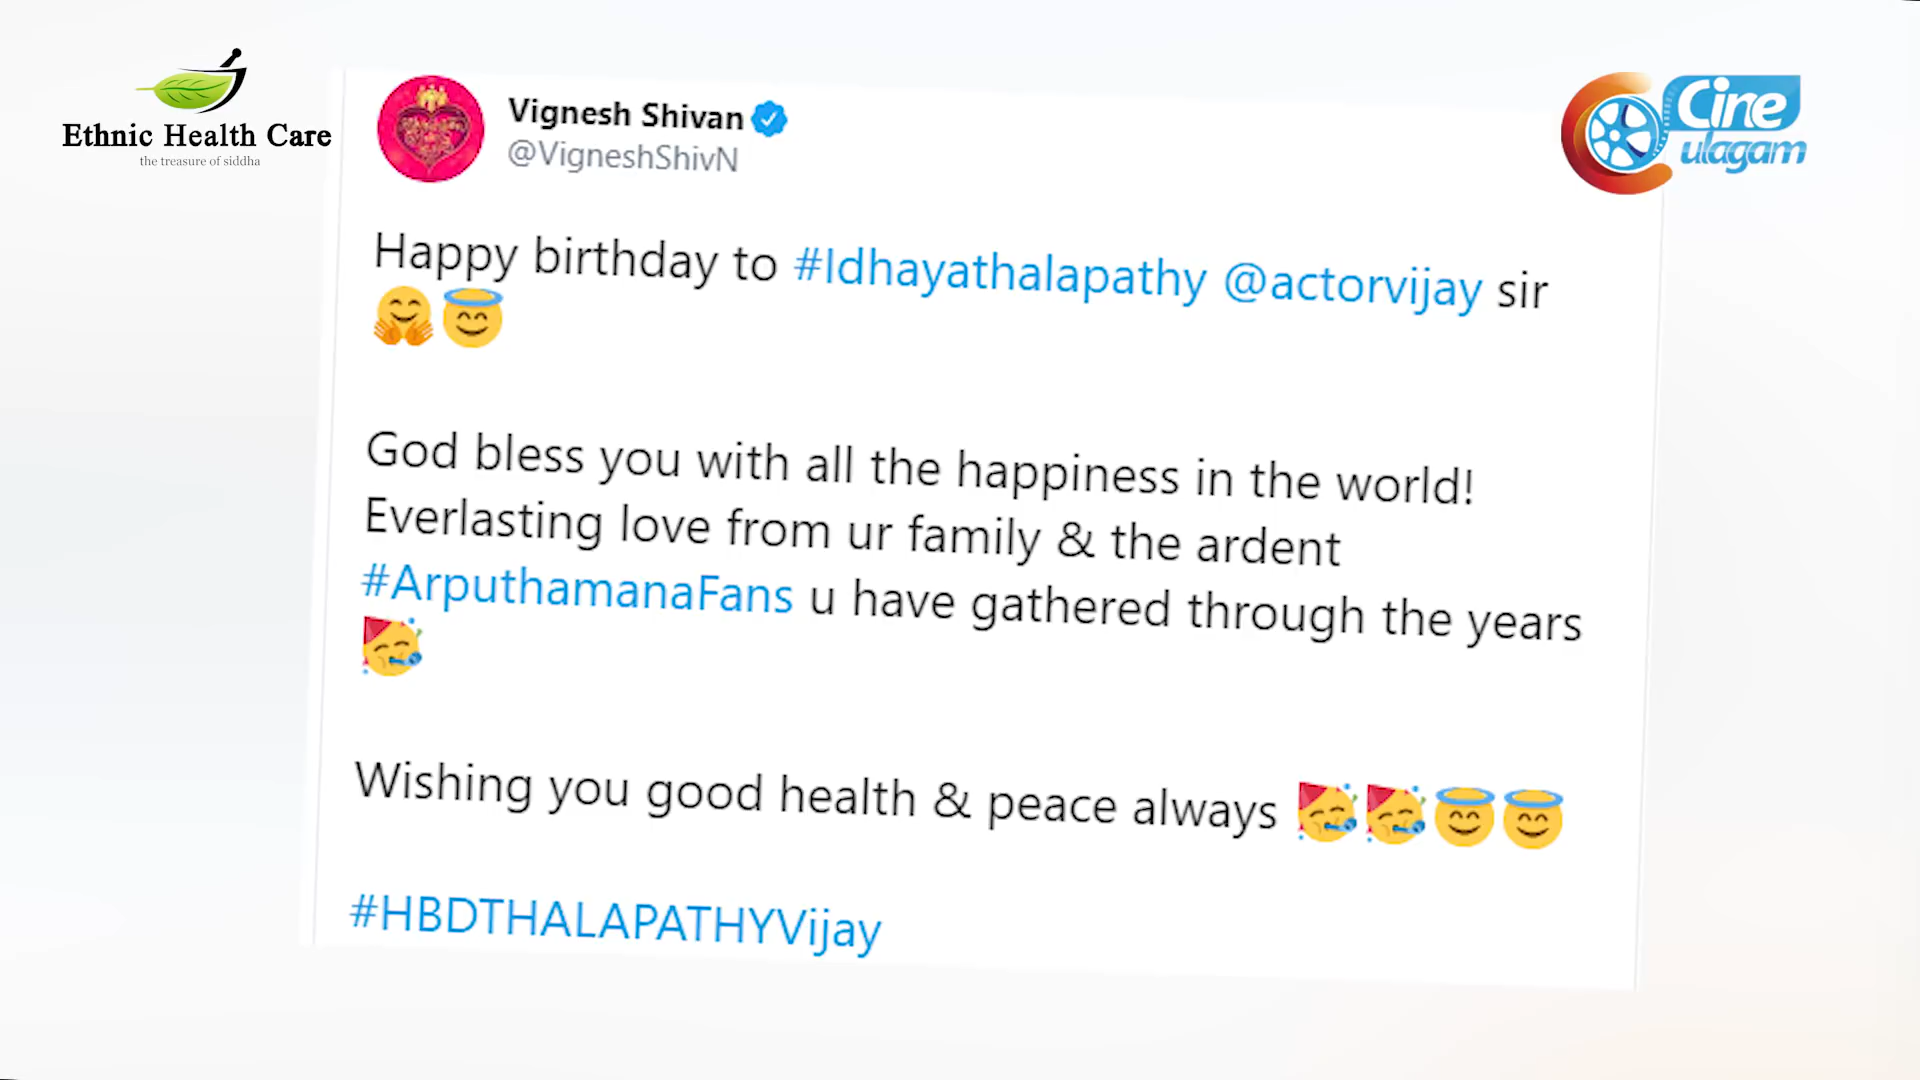 Ethnic Health Care
the treasure of siddha
Cine
ulagam
Vignesh Shivan
@VigneshShivN
Happy birthday to #Idhayathalapathy @actorvijay sir
🤗😇
God bless you with all the happiness in the world!
Everlasting love from ur family & the ardent
#ArputhamanaFans u have gathered through the years
🥳
Wishing you good health & peace always 🥳🥳😇😇
#HBDTHALAPATHYVijay